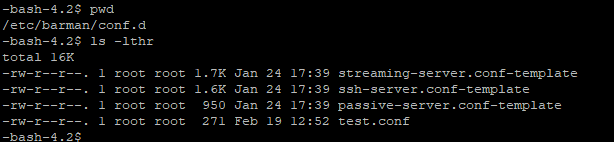 -bash-4.2$ pwd
/etc/barman/conf.d
-bash-4.2$ ls -lthr
total 16K
-rw-r--r--. 1 root root 1.7K Jan 24 17:39 streaming-server.conf-template
-rw-r--r--. 1 root root 1.6K Jan 24 17:39 ssh-server.conf-template
-rw-r--r--. 1 root root  950 Jan 24 17:39 passive-server.conf-template
-rw-r--r--. 1 root root  271 Feb 19 12:52 test.conf
-bash-4.2$